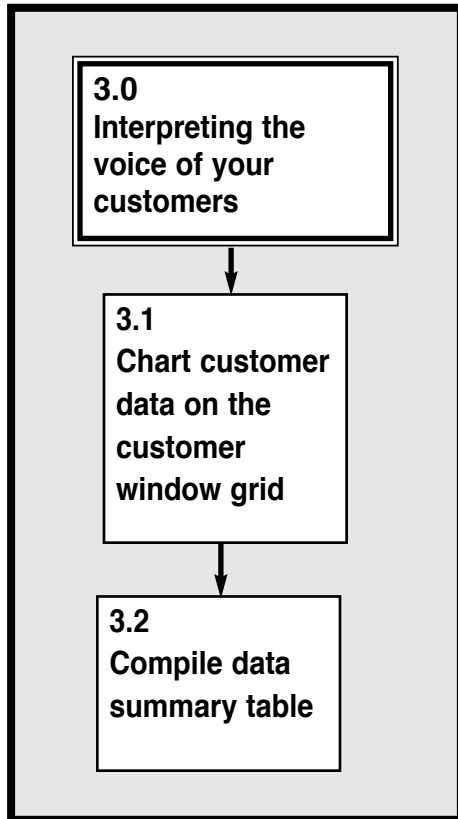 3.0
Interpreting the
voice of your
customers
3.1
Chart customer
data on the
customer
window grid
3.2
Compile data
summary table